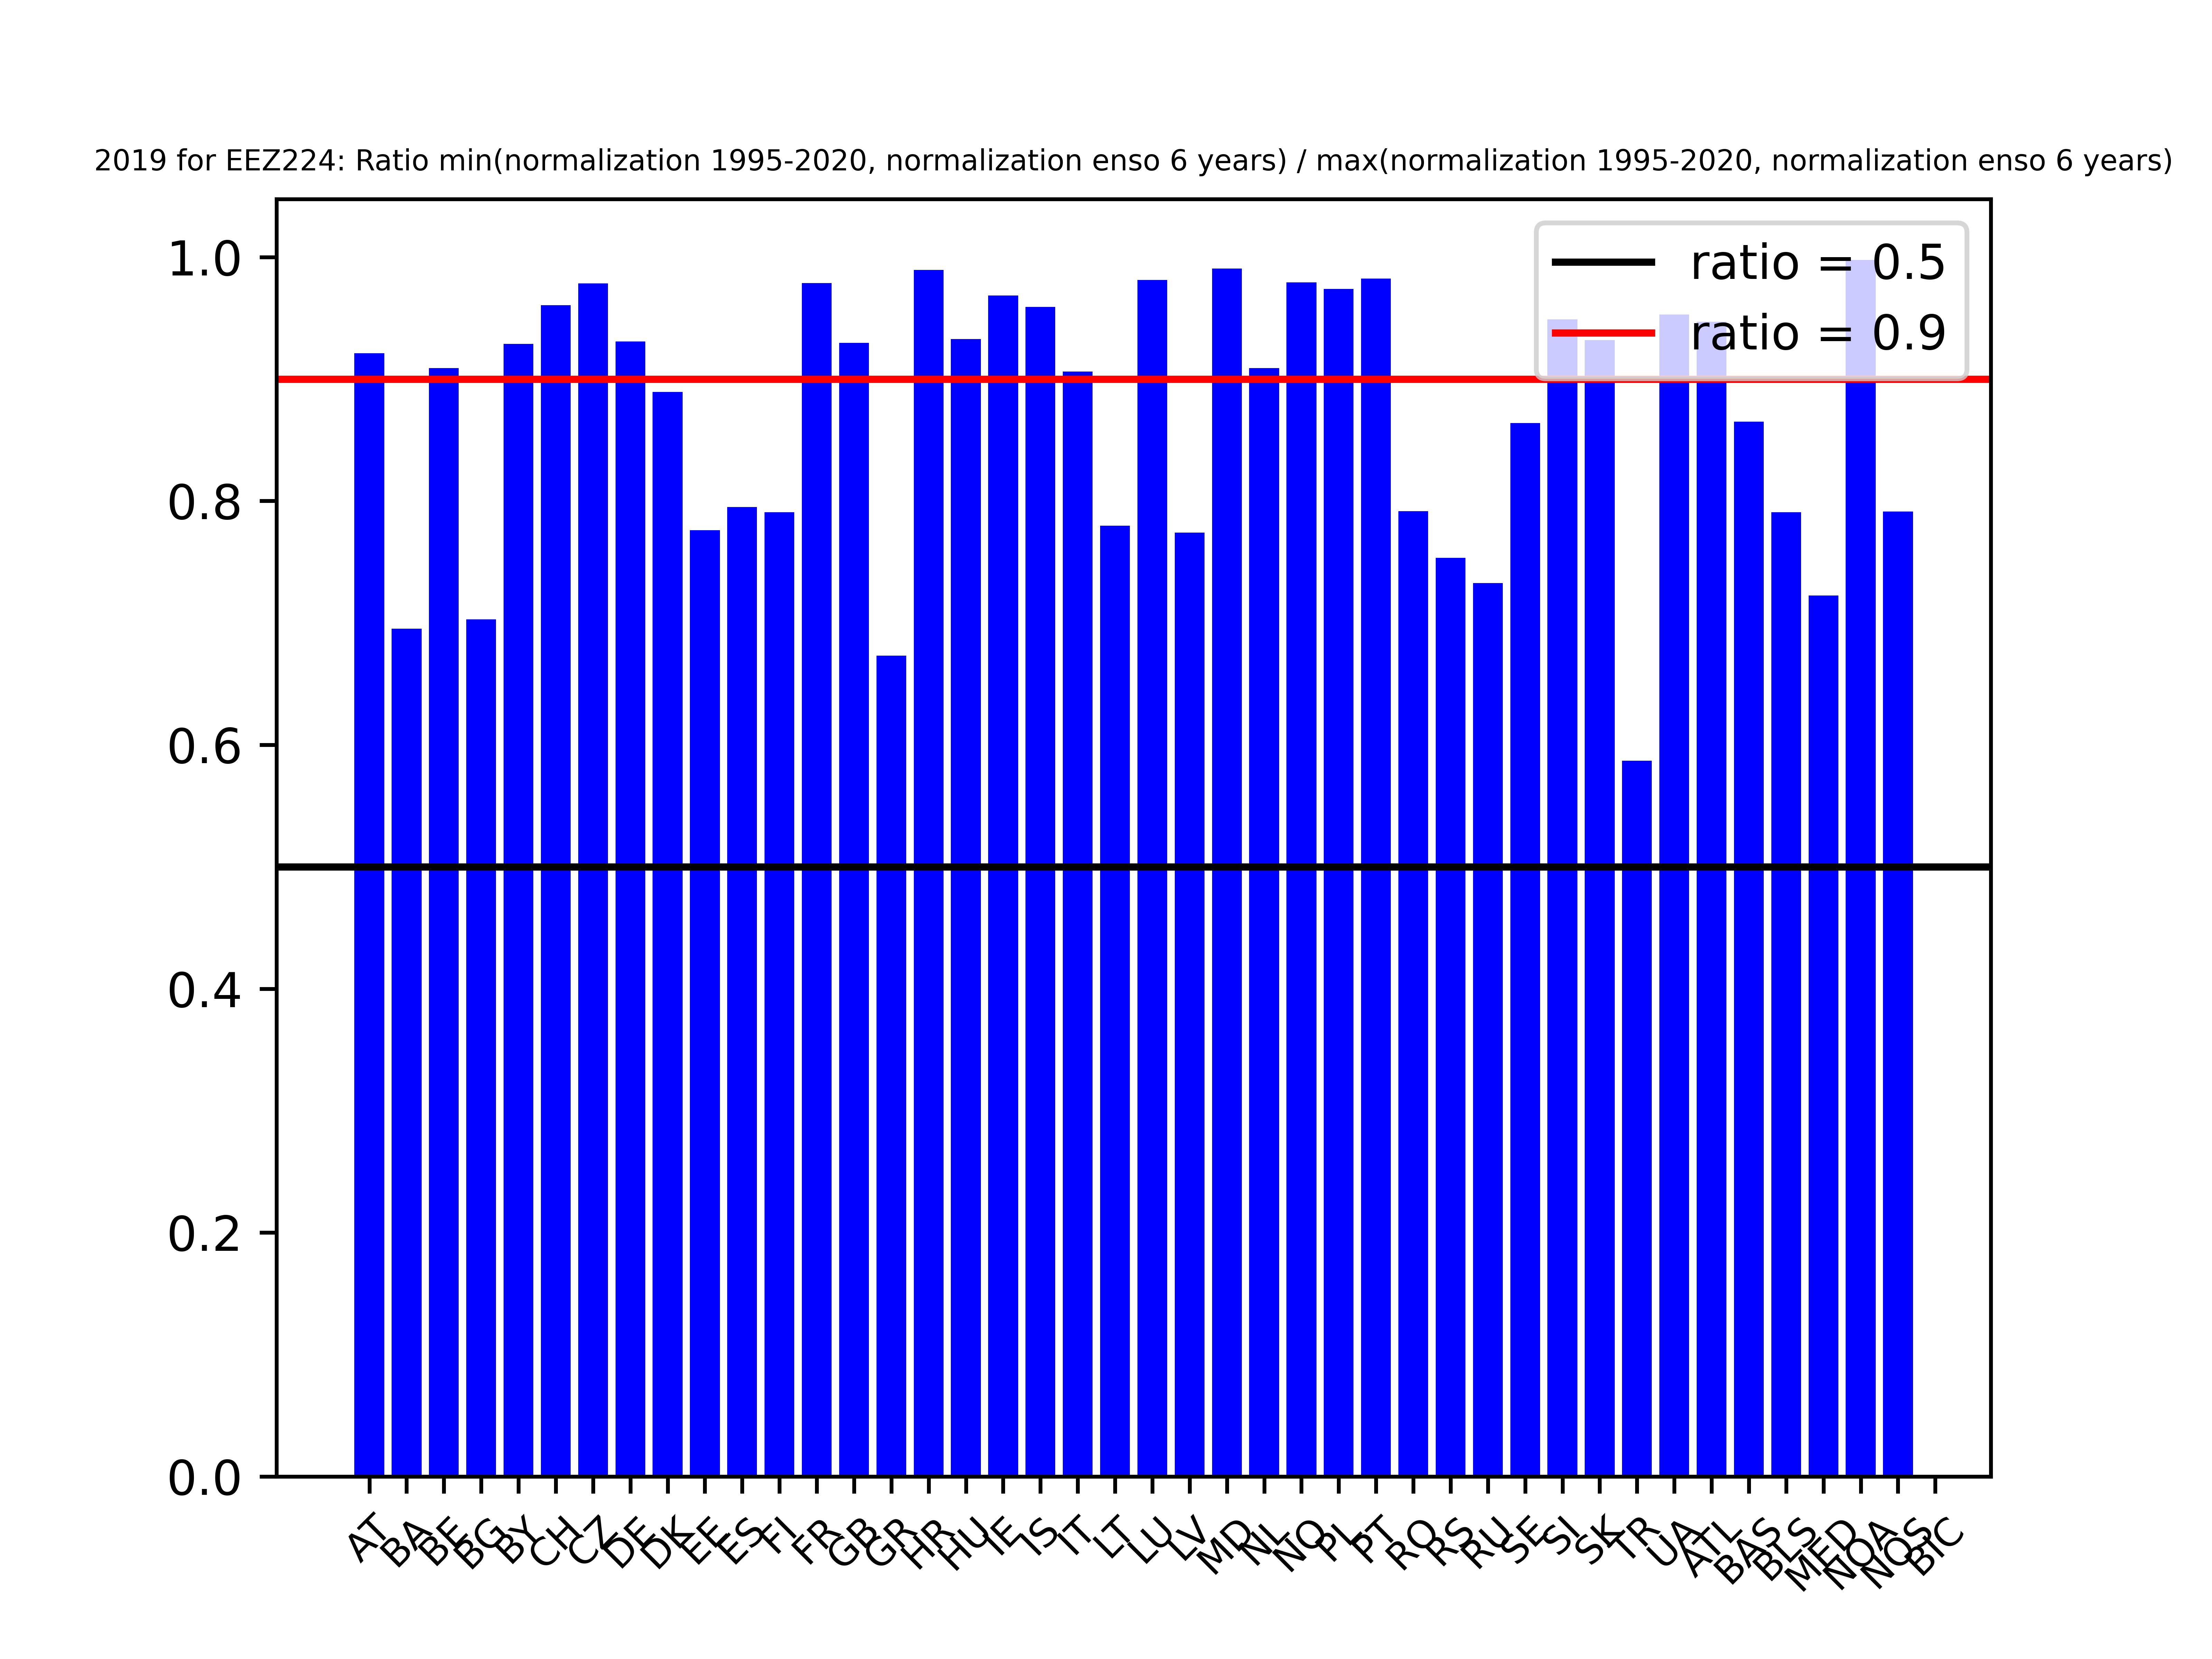 2019 for EEZ224: Ratio min(normalization 1995-2020, normalization enso 6 years) / max(normalization 1995-2020, normalization enso 6 years)
ratio = 0.5
ratio = 0.9
1.0
0.8
0.6
0.4
0.2
0.0
AT BA BE BG BY CH CZ DE DK EE ES FI FR GB GR HR HU IE IS IT LT LU LV MD NL NO PL PT RO RS RU SE SI SK TR UA ATL BAS BLS MED NOA NOS BIC